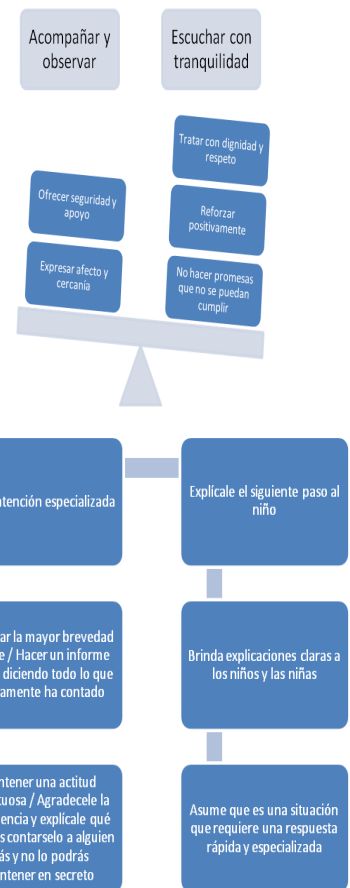 Acompañar y
observar
Escuchar con
tranquilidad
Tratar con dignidad y
respeto
Ofrecer seguridad y
apoyo
Reforzar
positivamente
Expresar afecto y
cercanía
No hacer promesas
que no se puedan
cumplir
atención especializada
Explícale el siguiente paso al
niño
la mayor brevedad
/ Hacer un informe
diciendo todo lo que
ha contado
Brinda explicaciones claras a
los niños y las niñas
actitud
/ Agradecele la
y explícale qué
contarselo a alguien
y no lo podrás
en secreto
Asume que es una situación
que requiere una respuesta
rápida y especializada